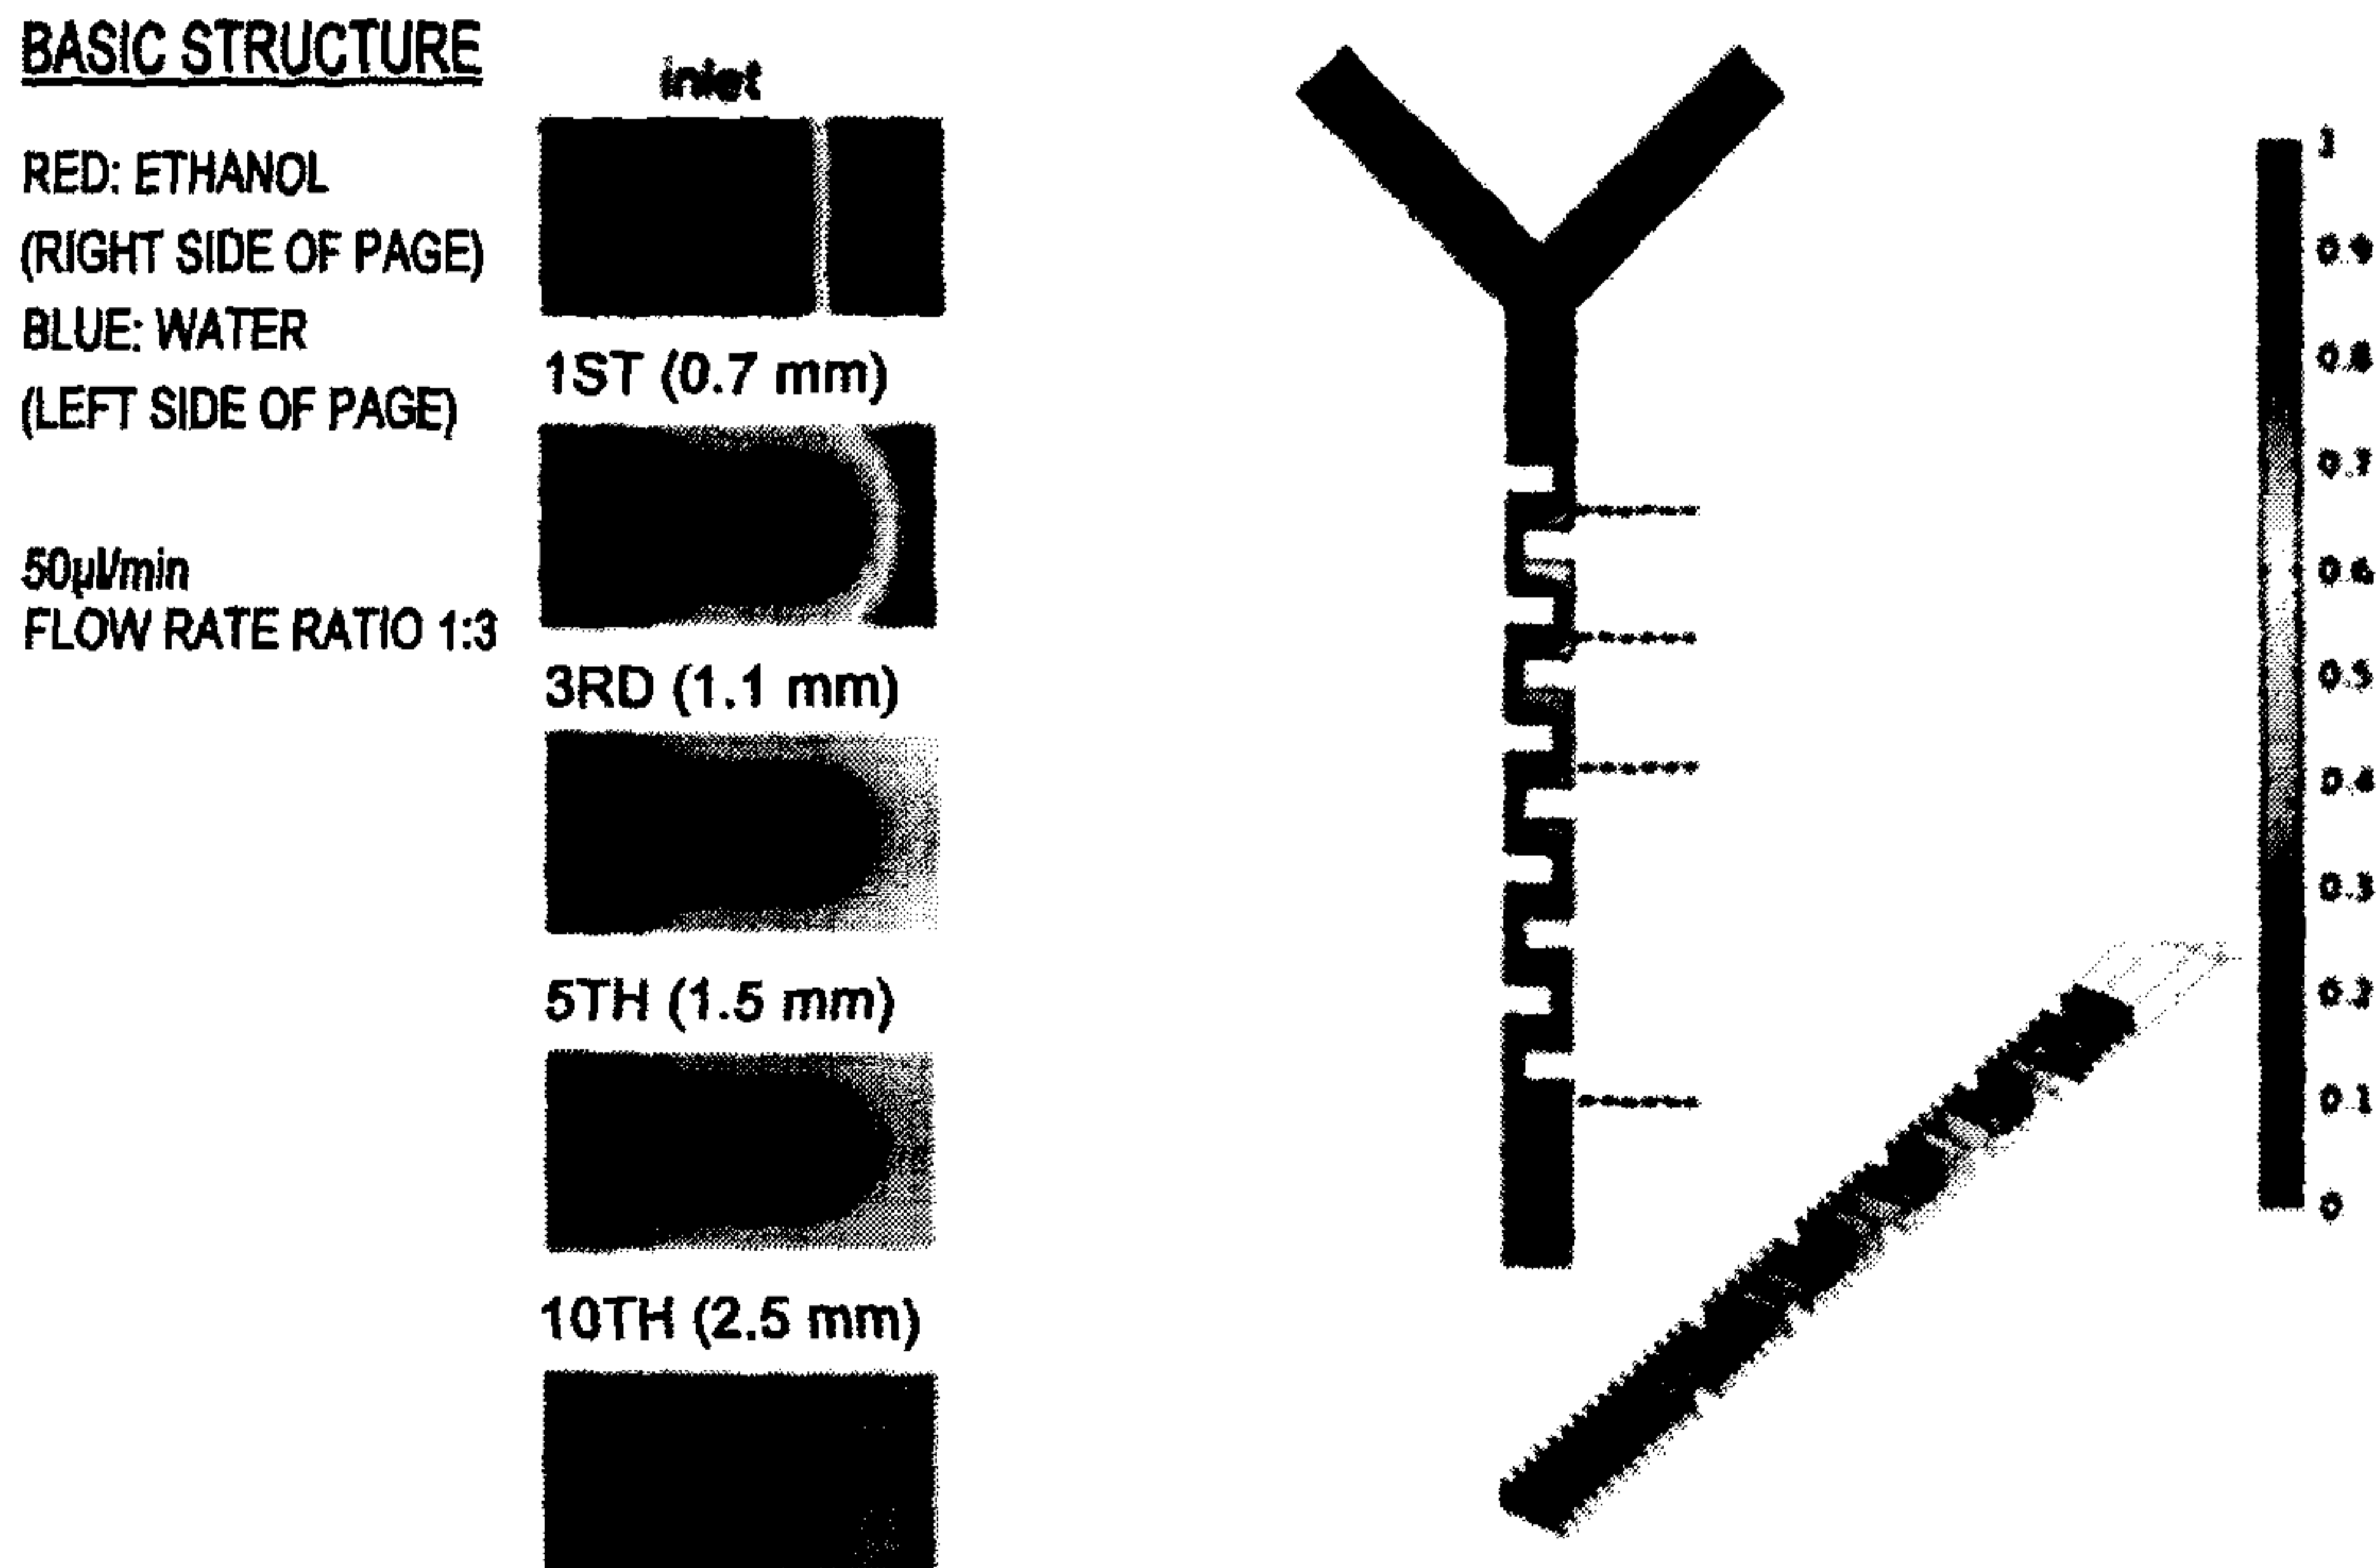 BASIC STRUCTURE
RED: ETHANOL
(RIGHT SIDE OF PAGE)
BLUE: WATER
(LEFT SIDE OF PAGE)
50µl/min
FLOW RATE RATIO 1:3
inlet
1ST (0.7 mm)
3RD (1.1 mm)
5TH (1.5 mm)
10TH (2.5 mm)
1
0.9
0.8
0.7
0.6
0.5
0.4
0.3
0.2
0.1
0